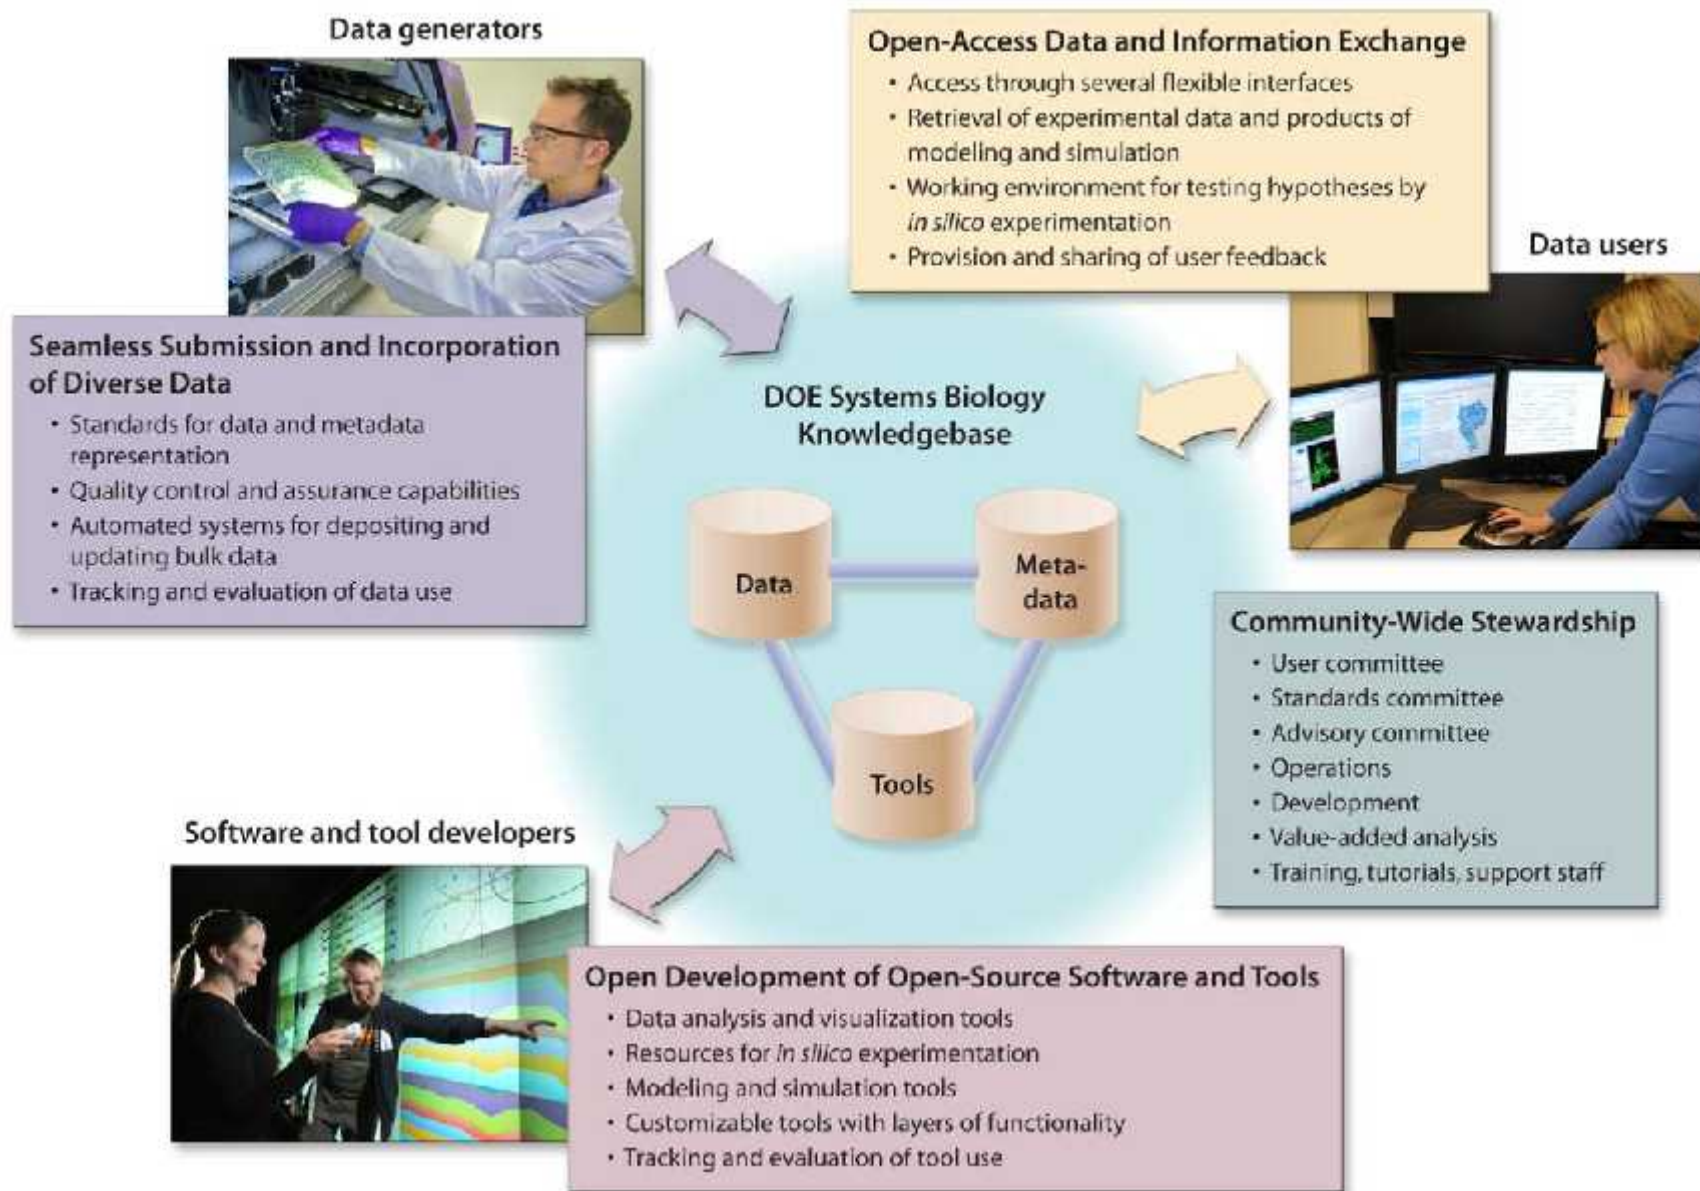 Data generators
Seamless Submission and Incorporation
of Diverse Data
• Standards for data and metadata
representation
• Quality control and assurance capabilities
• Automated systems for depositing and
updating bulk data
• Tracking and evaluation of data use
Open-Access Data and Information Exchange
• Access through several flexible interfaces
• Retrieval of experimental data and products of
modeling and simulation
• Working environment for testing hypotheses by
in silico experimentation
• Provision and sharing of user feedback
Data users
DOE Systems Biology
Knowledgebase
Data
Meta-
data
Tools
Community-Wide Stewardship
• User committee
• Standards committee
• Advisory committee
• Operations
• Development
• Value-added analysis
• Training, tutorials, support staff
Software and tool developers
Open Development of Open-Source Software and Tools
• Data analysis and visualization tools
• Resources for in silico experimentation
• Modeling and simulation tools
• Customizable tools with layers of functionality
• Tracking and evaluation of tool use